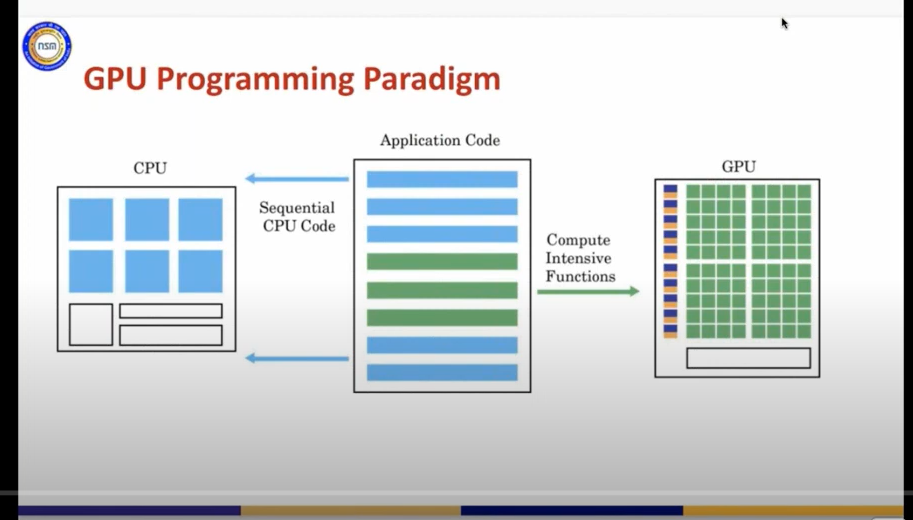 nsm
GPU Programming Paradigm
Application Code
CPU
GPU
Sequential
CPU Code
Compute
Intensive
Functions